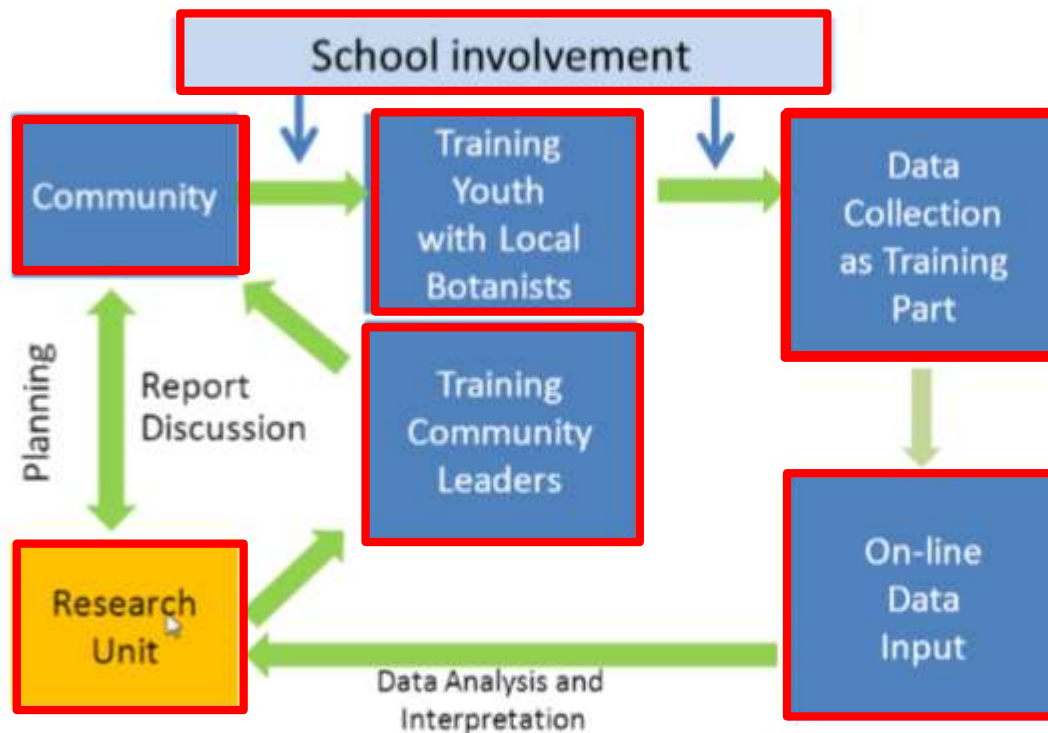 School involvement
Community
Training
Youth
with Local
Botanists
Data
Collection
as Training
Part
Planning
Report
Discussion
Training
Community
Leaders
Research
Unit
On-line
Data
Input
Data Analysis and
Interpretation